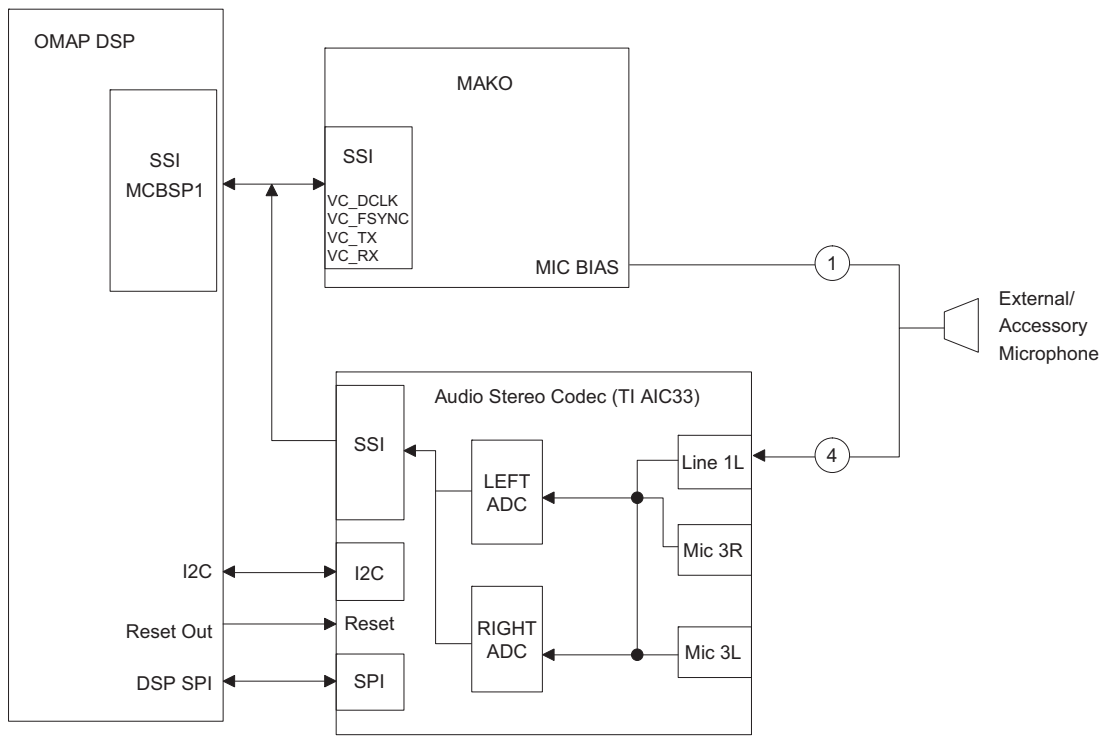 OMAP DSP
SSI
MCBSP1
MAKO
SSI
VC_DCLK
VC_FSYNC
VC_TX
VC_RX
MIC BIAS
1
External/
Accessory
Microphone
Audio Stereo Codec (TI AIC33)
SSI
LEFT
ADC
Line 1L
4
Mic 3R
I2C
I2C
Reset Out
Reset
RIGHT
ADC
Mic 3L
DSP SPI
SPI